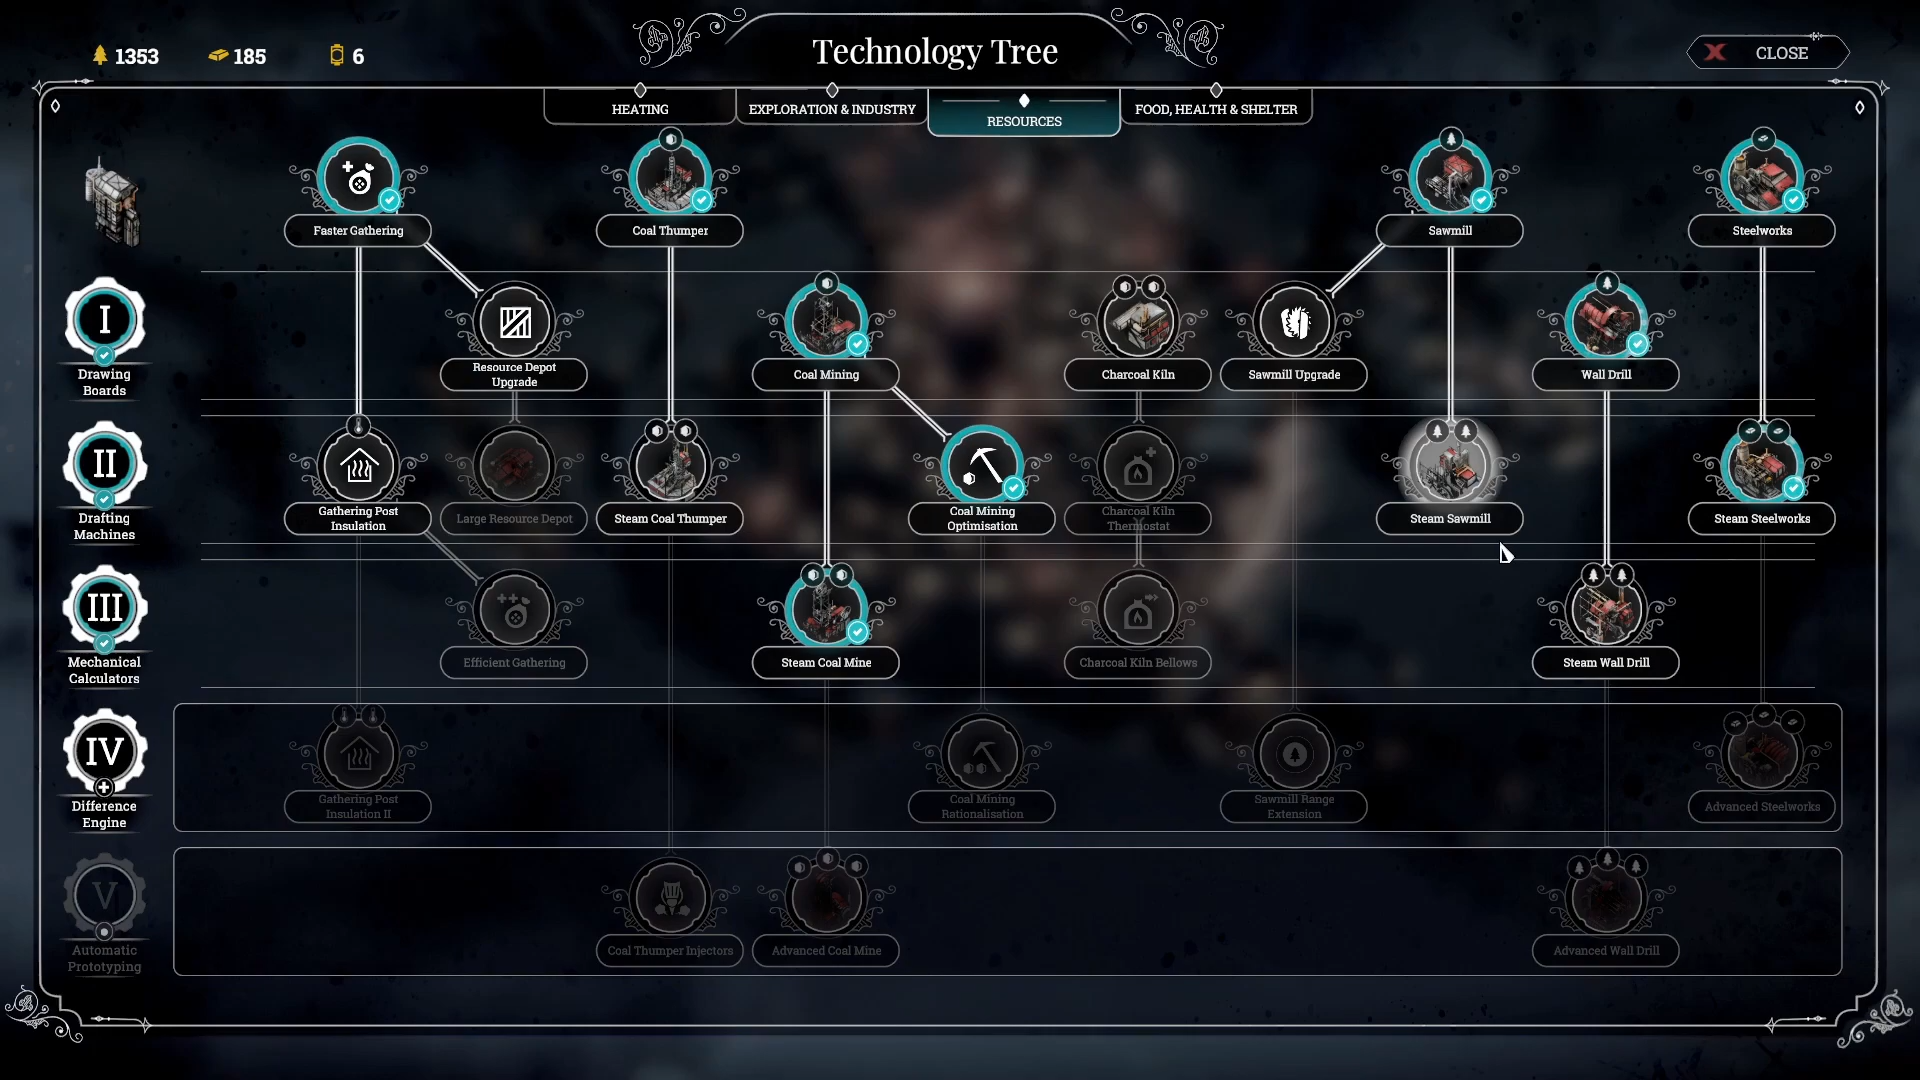 Technology Tree
1353
185
6
CLOSE
HEATING
EXPLORATION & INDUSTRY
RESOURCES
FOOD, HEALTH & SHELTER
Faster Gathering
Coal Thumper
Sawmill
Steelworks
I
Drawing
Boards
Resource Depot
Upgrade
Coal Mining
Charcoal Kiln
Sawmill Upgrade
Wall Drill
II
Drafting
Machines
Gathering Post
Insulation
Large Resource Depot
Steam Coal Thumper
Coal Mining
Optimisation
Charcoal Kiln
Thermostat
Steam Sawmill
Steam Steelworks
III
Mechanical
Calculators
Efficient Gathering
Steam Coal Mine
Charcoal Kiln Bellows
Steam Wall Drill
IV
Difference
Engine
Gathering Post
Insulation II
Coal Mining
Rationalisation
Sawmill Range
Extension
Advanced Steelworks
V
Automatic
Prototyping
Coal Thumper Injectors
Advanced Coal Mine
Advanced Wall Drill